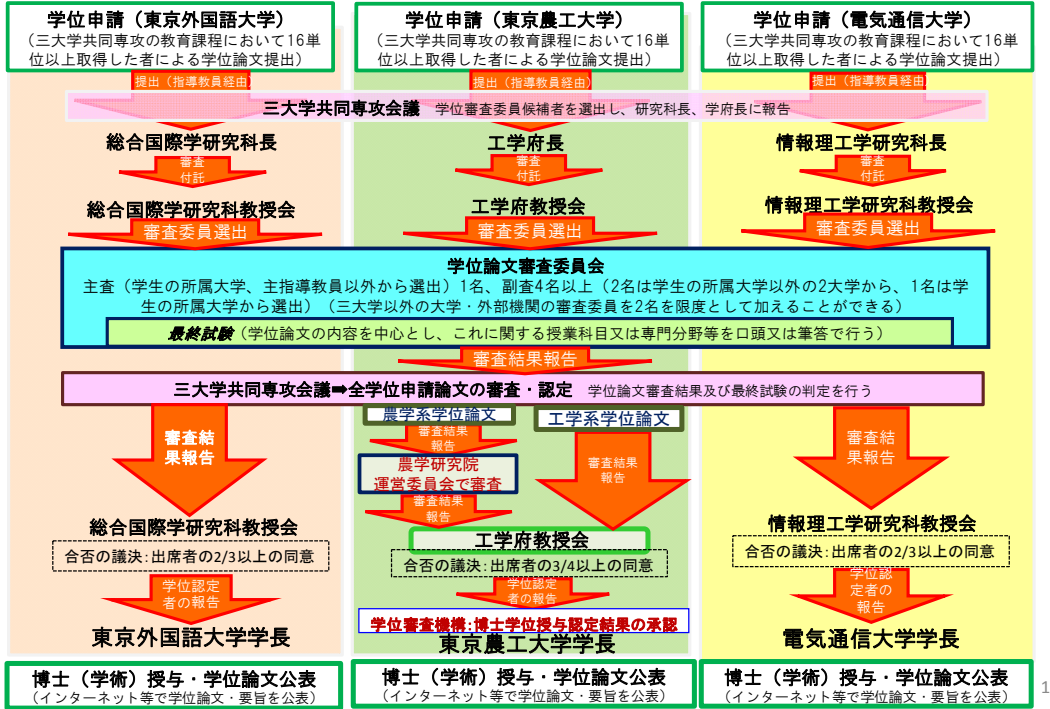 学位申請（東京外国語大学）
（三大学共同専攻の教育課程において16単
位以上取得した者による学位論文提出）
学位申請（東京農工大学）
（三大学共同専攻の教育課程において16単
位以上取得した者による学位論文提出）
学位申請（電気通信大学）
（三大学共同専攻の教育課程において16単
位以上取得した者による学位論文提出）
提出（指導教員経由）
提出（指導教員経由）
提出（指導教員経由）
三大学共同専攻会議 学位審査委員候補者を選出し、研究科長、学府長に報告
総合国際学研究科長
工学府長
情報理工学研究科長
審査
付託
審査
付託
審査
付託
総合国際学研究科教授会
工学府教授会
情報理工学研究科教授会
審査委員選出
審査委員選出
審査委員選出
学位論文審査委員会
主査（学生の所属大学、主指導教員以外から選出）1名、副査4名以上（2名は学生の所属大学以外の2大学から、1名は学
生の所属大学から選出）（三大学以外の大学・外部機関の審査委員を2名を限度として加えることができる）
最終試験（学位論文の内容を中心とし、これに関する授業科目又は専門分野等を口頭又は筆答で行う）
審査結果報告
三大学共同専攻会議➡全学位申請論文の審査・認定 学位論文審査結果及び最終試験の判定を行う
審査結
果報告
農学系学位論文
工学系学位論文
審査結果
報告
農学研究院
運営委員会で審査
審査結果
報告
審査結果
報告
審査結
果報告
総合国際学研究科教授会
工学府教授会
情報理工学研究科教授会
合否の議決：出席者の2/3以上の同意
合否の議決：出席者の3/4以上の同意
合否の議決：出席者の2/3以上の同意
学位認定
者の報告
学位認定
者の報告
学位認
定者の
報告
学位審査機構：博士学位授与認定結果の承認
東京外国語大学学長
東京農工大学学長
電気通信大学学長
博士（学術）授与・学位論文公表
（インターネット等で学位論文・要旨を公表）
博士（学術）授与・学位論文公表
（インターネット等で学位論文・要旨を公表）
博士（学術）授与・学位論文公表
（インターネット等で学位論文・要旨を公表）
1